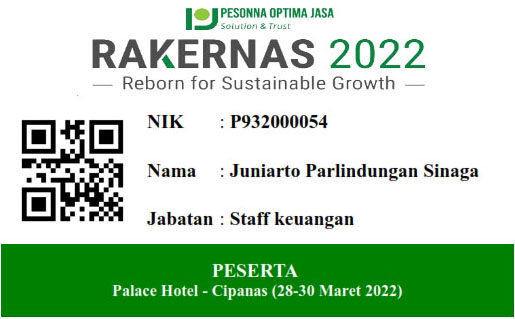 PESONNA OPTIMA JASA
Solution & Trust
RAKERNAS 2022
Reborn for Sustainable Growth
NIK : P932000054
Nama : Juniarto Parlindungan Sinaga
Jabatan : Staff keuangan
PESERTA
Palace Hotel - Cipanas (28-30 Maret 2022)